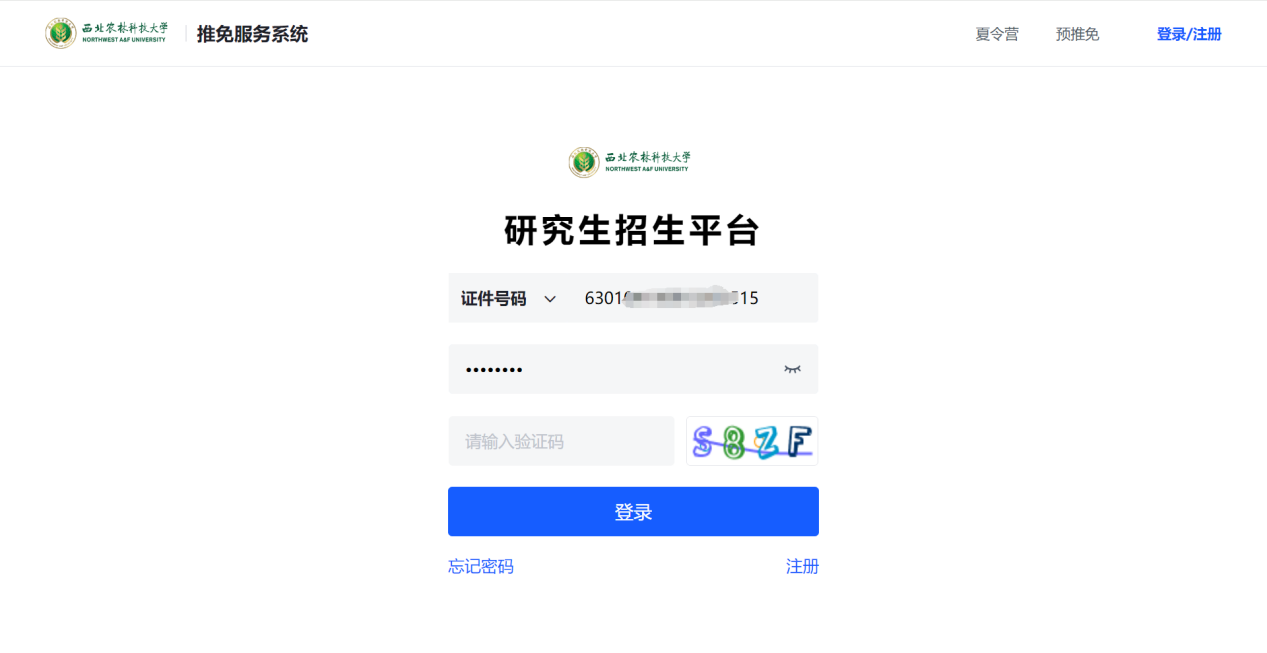 西北农林科技大学
NORTHWEST A&F UNIVERSITY
推免服务系统
夏令营 预推免 登录/注册
西北农林科技大学
NORTHWEST A&F UNIVERSITY
研究生招生平台
证件号码 6301 15
••••••••
请输入验证码 S8ZF
登录
忘记密码 注册